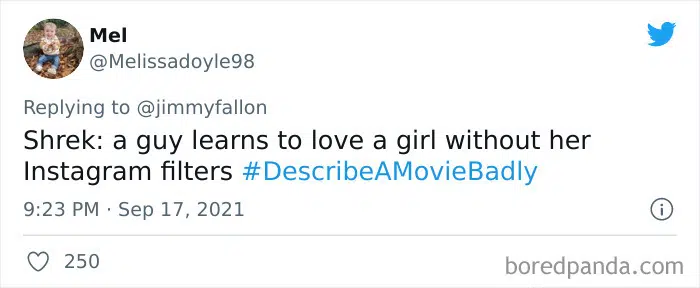 Mel
@Melissadoyle98
Replying to @jimmyfallon
Shrek: a guy learns to love a girl without her
Instagram filters #DescribeAMovieBadly
9:23 PM · Sep 17, 2021
250
boredpanda.com